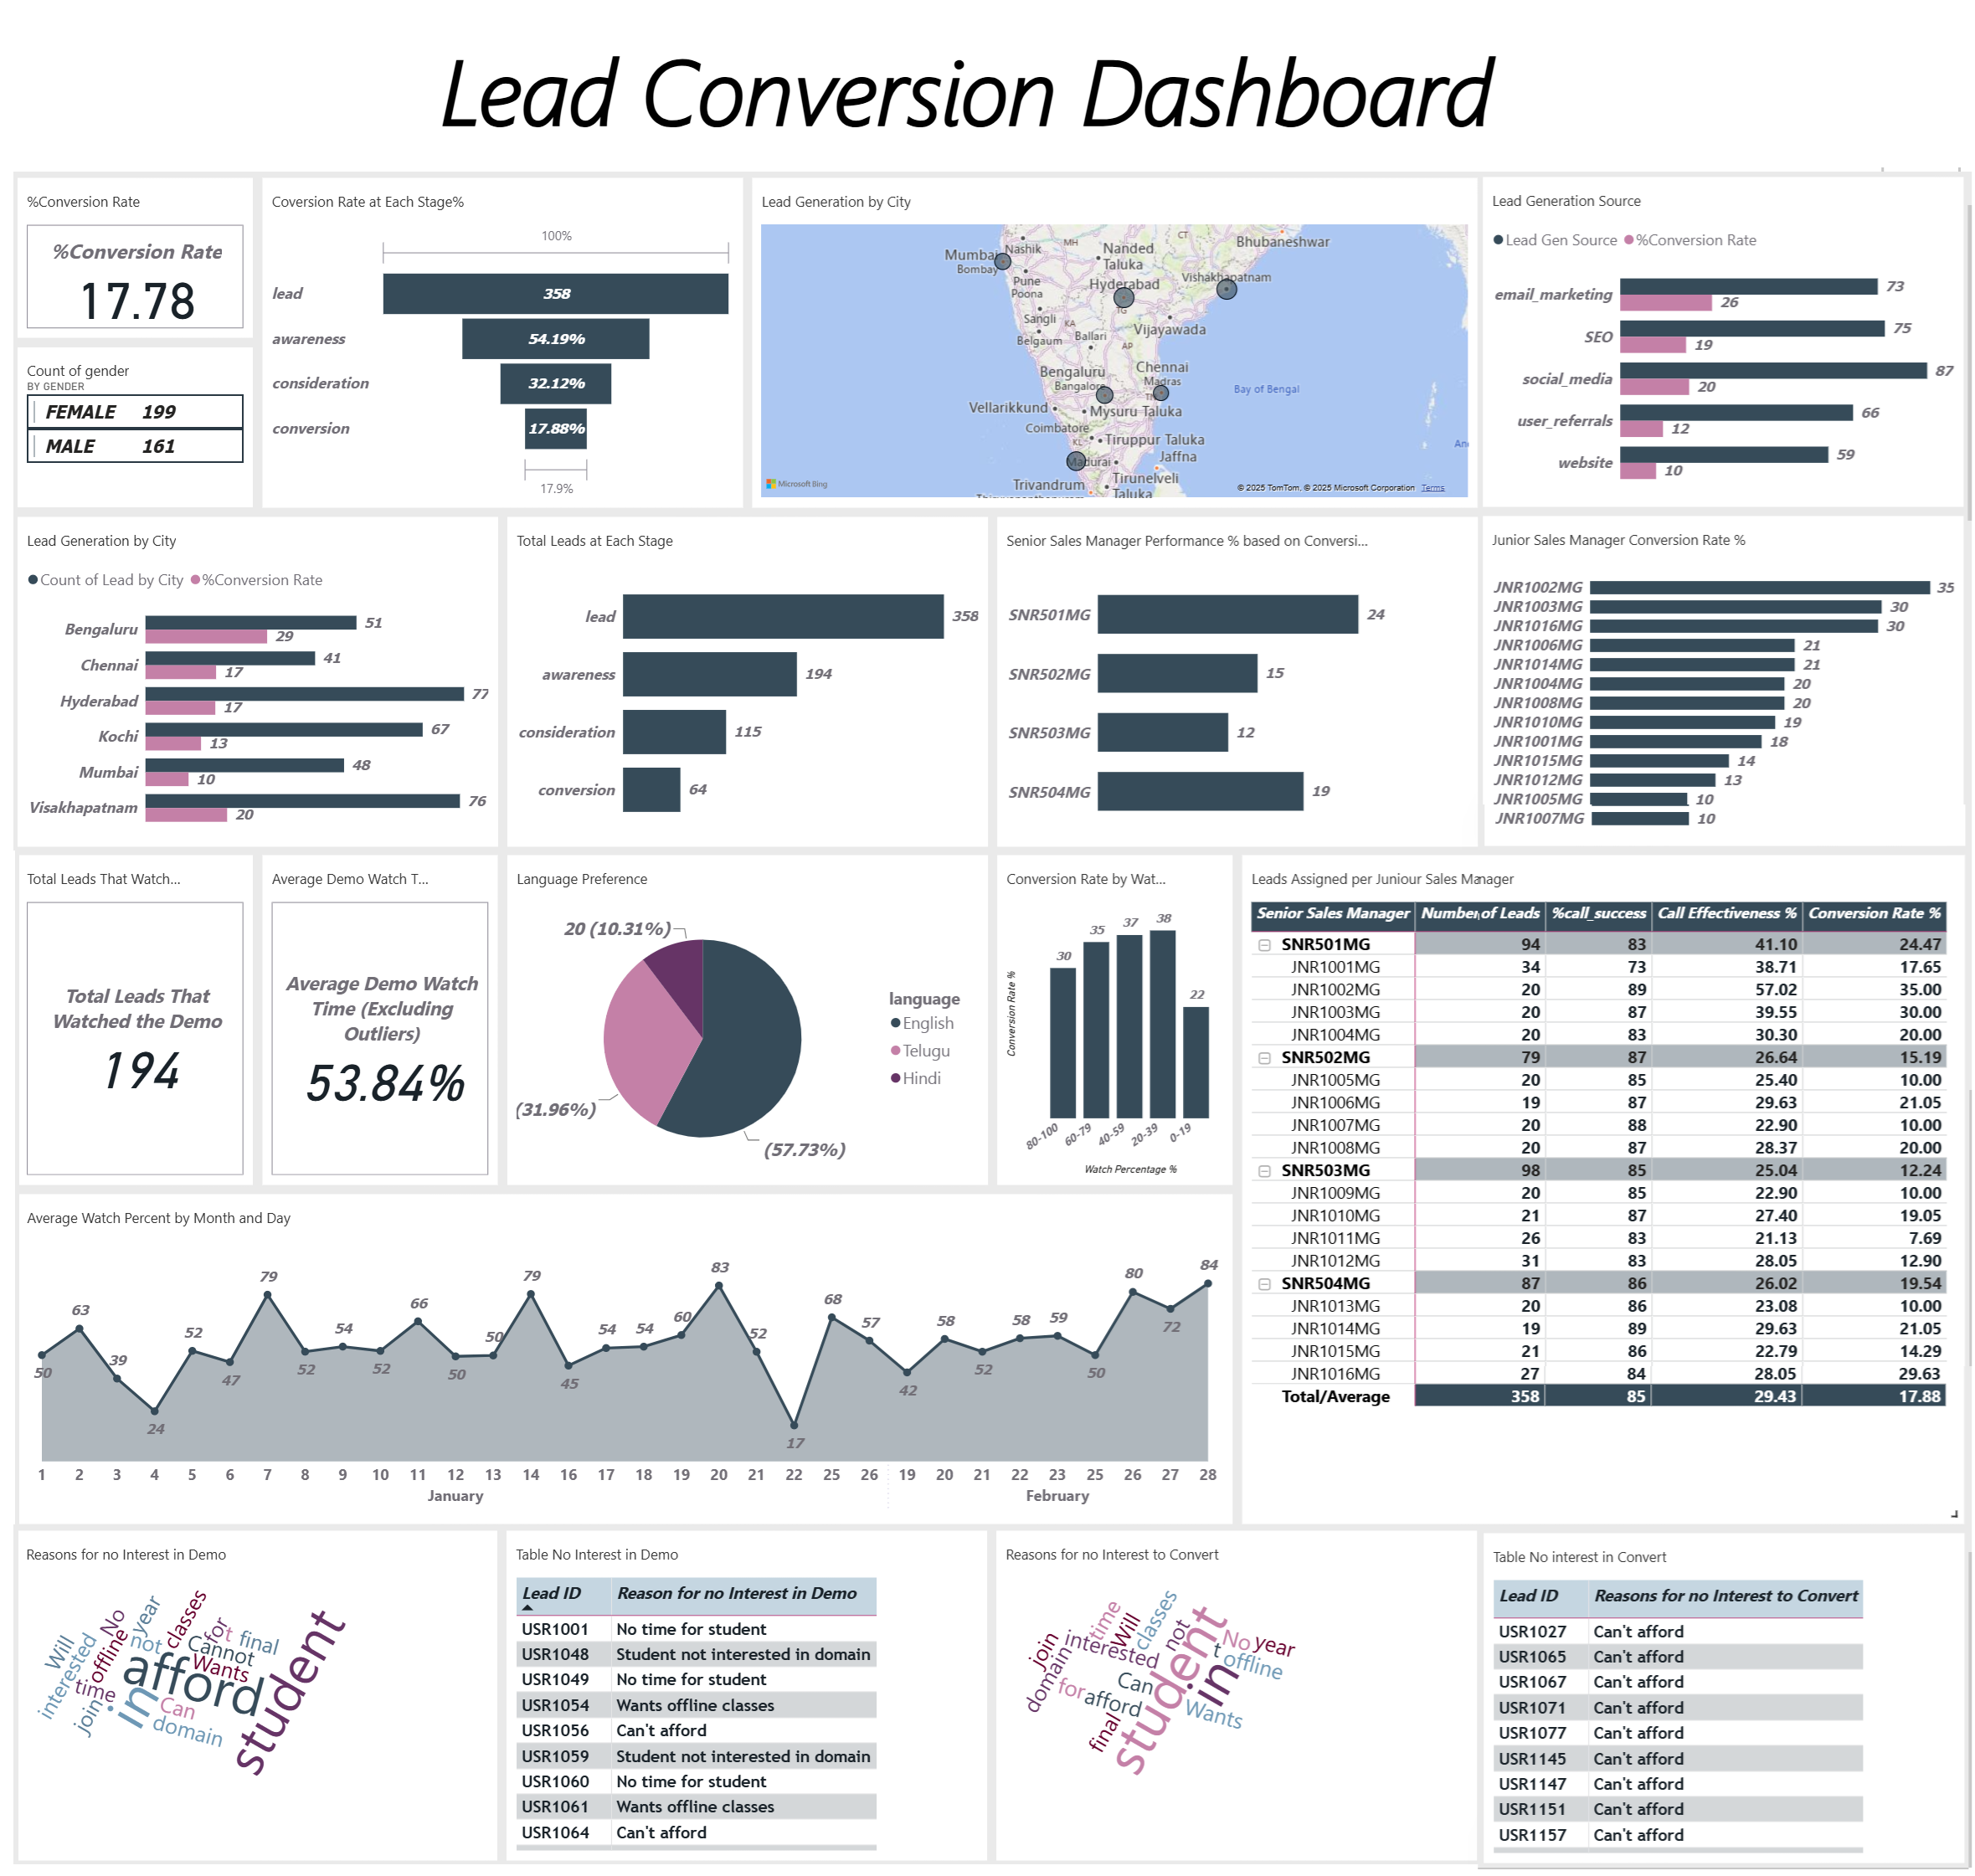 Lead Conversion Dashboard
%Conversion Rate
%Conversion Rate
17.78
Count of gender
BY GENDER
FEMALE 199
MALE 161
Coversion Rate at Each Stage%
100%
lead 358
awareness 54.19%
consideration 32.12%
conversion 17.88%
17.9%
Lead Generation by City
Mumbai
Bombay
Nashik
MH
Nanded
Taluka
CT
Bhubaneshwar
Pune
Poona
Hyderabad
TG
Vishakhapatnam
Sangli
KA
Belgaum
Ballari
AP
Vijayawada
Bengaluru
Bangalore
Chennai
Madras
Bay of Bengal
Vellarikkund
Mysuru Taluka
Coimbatore
KL
Tiruppur Taluka
Madurai
Jaffna
Trivandrum
Tirunelveli
Taluka
Microsoft Bing
© 2025 TomTom, © 2025 Microsoft Corporation Terms
Lead Generation Source
Lead Gen Source %Conversion Rate
email_marketing 73
26
SEO 75
19
social_media 87
20
user_referrals 66
12
website 59
10
Lead Generation by City
Count of Lead by City %Conversion Rate
Bengaluru 51
29
Chennai 41
17
Hyderabad 77
17
Kochi 67
13
Mumbai 48
10
Visakhapatnam 76
20
Total Leads at Each Stage
lead 358
awareness 194
consideration 115
conversion 64
Senior Sales Manager Performance % based on Conversi...
SNR501MG 24
SNR502MG 15
SNR503MG 12
SNR504MG 19
Junior Sales Manager Conversion Rate %
JNR1002MG 35
JNR1003MG 30
JNR1016MG 30
JNR1006MG 21
JNR1014MG 21
JNR1004MG 20
JNR1008MG 20
JNR1010MG 19
JNR1001MG 18
JNR1015MG 14
JNR1012MG 13
JNR1005MG 10
JNR1007MG 10
Total Leads That Watch...
Total Leads That
Watched the Demo
194
Average Demo Watch T...
Average Demo Watch
Time (Excluding
Outliers)
53.84%
Language Preference
20 (10.31%)
(31.96%)
(57.73%)
language
English
Telugu
Hindi
Conversion Rate by Wat...
Conversion Rate %
30 35 37 38 22
80-100 60-79 40-59 20-39 0-19
Watch Percentage %
Leads Assigned per Juniour Sales Manager
Senior Sales Manager Number of Leads %call_success Call Effectiveness % Conversion Rate %
SNR501MG 94 83 41.10 24.47
JNR1001MG 34 73 38.71 17.65
JNR1002MG 20 89 57.02 35.00
JNR1003MG 20 87 39.55 30.00
JNR1004MG 20 83 30.30 20.00
SNR502MG 79 87 26.64 15.19
JNR1005MG 20 85 25.40 10.00
JNR1006MG 19 87 29.63 21.05
JNR1007MG 20 88 22.90 10.00
JNR1008MG 20 87 28.37 20.00
SNR503MG 98 85 25.04 12.24
JNR1009MG 20 85 22.90 10.00
JNR1010MG 21 87 27.40 19.05
JNR1011MG 26 83 21.13 7.69
JNR1012MG 31 83 28.05 12.90
SNR504MG 87 86 26.02 19.54
JNR1013MG 20 86 23.08 10.00
JNR1014MG 19 89 29.63 21.05
JNR1015MG 21 86 22.79 14.29
JNR1016MG 27 84 28.05 29.63
Total/Average 358 85 29.43 17.88
Average Watch Percent by Month and Day
50 63 39 24 52 47 79 52 54 52 66 50 50 79 45 54 54 60 83 52 17 68 57 42 58 52 58 59 50 80 72 84
1 2 3 4 5 6 7 8 9 10 11 12 13 14 16 17 18 19 20 21 22 25 26 19 20 21 22 23 25 26 27 28
January February
Reasons for no Interest in Demo
Will
interested
offline
No
year
not
classes
for
t
final
Cannot
Wants
afford
time
join
in
Can
domain
student
Table No Interest in Demo
Lead ID Reason for no Interest in Demo
USR1001 No time for student
USR1048 Student not interested in domain
USR1049 No time for student
USR1054 Wants offline classes
USR1056 Can't afford
USR1059 Student not interested in domain
USR1060 No time for student
USR1061 Wants offline classes
USR1064 Can't afford
Reasons for no Interest to Convert
join
domain
interested
time
Will
classes
not
No
year
t
offline
Can
for
afford
in
Wants
final
student
Table No interest in Convert
Lead ID Reasons for no Interest to Convert
USR1027 Can't afford
USR1065 Can't afford
USR1067 Can't afford
USR1071 Can't afford
USR1077 Can't afford
USR1145 Can't afford
USR1147 Can't afford
USR1151 Can't afford
USR1157 Can't afford